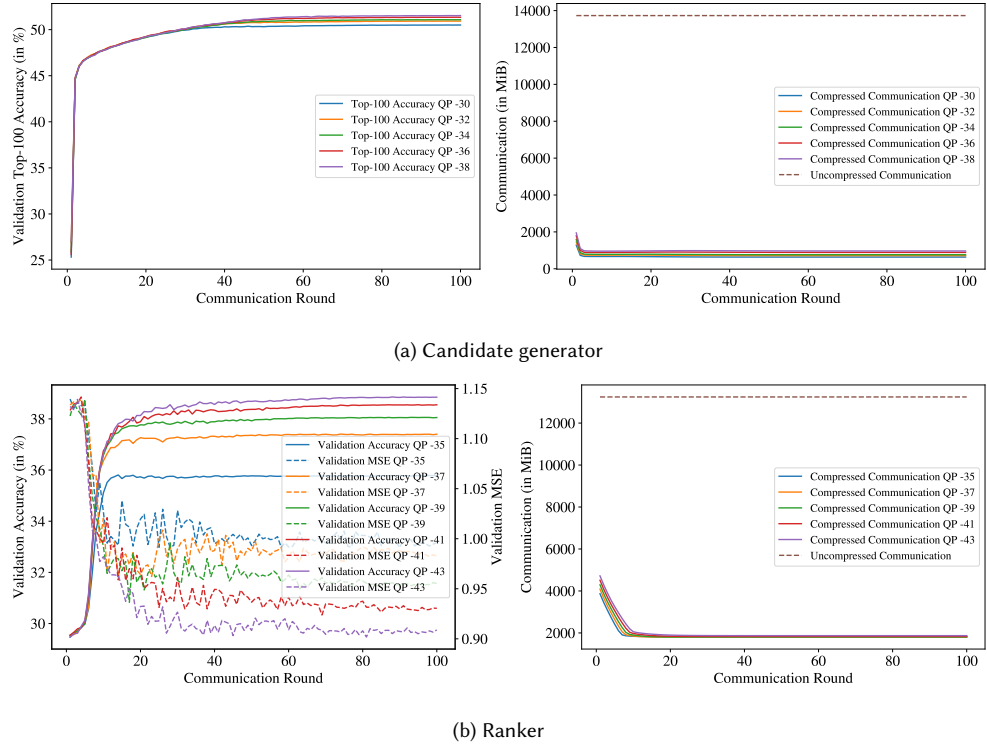 Validation Top-100 Accuracy (in %)
50
45
40
35
30
25
Top-100 Accuracy QP -30
Top-100 Accuracy QP -32
Top-100 Accuracy QP -34
Top-100 Accuracy QP -36
Top-100 Accuracy QP -38
0 20 40 60 80 100
Communication Round
Communication (in MiB)
14000
12000
10000
8000
6000
4000
2000
0
Compressed Communication QP -30
Compressed Communication QP -32
Compressed Communication QP -34
Compressed Communication QP -36
Compressed Communication QP -38
Uncompressed Communication
0 20 40 60 80 100
Communication Round
(a) Candidate generator
Validation Accuracy (in %)
38
36
34
32
30
Validation Accuracy QP -35
Validation MSE QP -35
Validation Accuracy QP -37
Validation MSE QP -37
Validation Accuracy QP -39
Validation MSE QP -39
Validation Accuracy QP -41
Validation MSE QP -41
Validation Accuracy QP -43
Validation MSE QP -43
1.15
1.10
1.05
1.00
0.95
0.90
Validation MSE
0 20 40 60 80 100
Communication Round
Communication (in MiB)
12000
10000
8000
6000
4000
2000
Compressed Communication QP -35
Compressed Communication QP -37
Compressed Communication QP -39
Compressed Communication QP -41
Compressed Communication QP -43
Uncompressed Communication
0 20 40 60 80 100
Communication Round
(b) Ranker